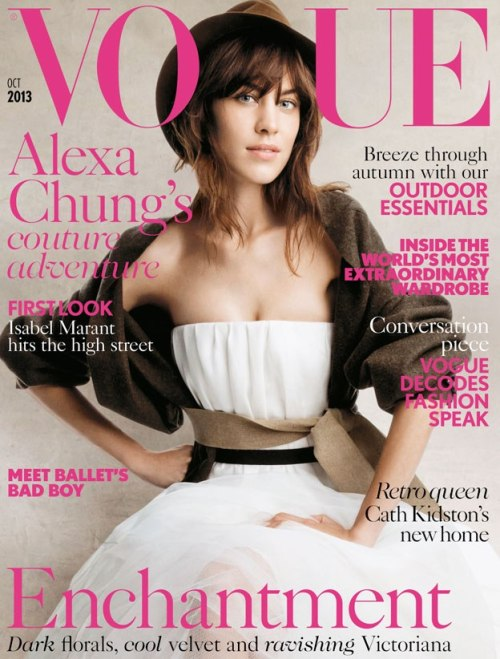 VOGUE
OCT
2013
Alexa
Chung's
couture
adventure
FIRST LOOK
Isabel Marant
hits the high street
MEET BALLET'S
BAD BOY
Breeze through
autumn with our
OUTDOOR
ESSENTIALS
INSIDE THE
WORLD'S MOST
EXTRAORDINARY
WARDROBE
Conversation
piece
VOGUE
DECODES
FASHION
SPEAK
Retro queen
Cath Kidston's
new home
Enchantment
Dark florals, cool velvet and ravishing Victoriana